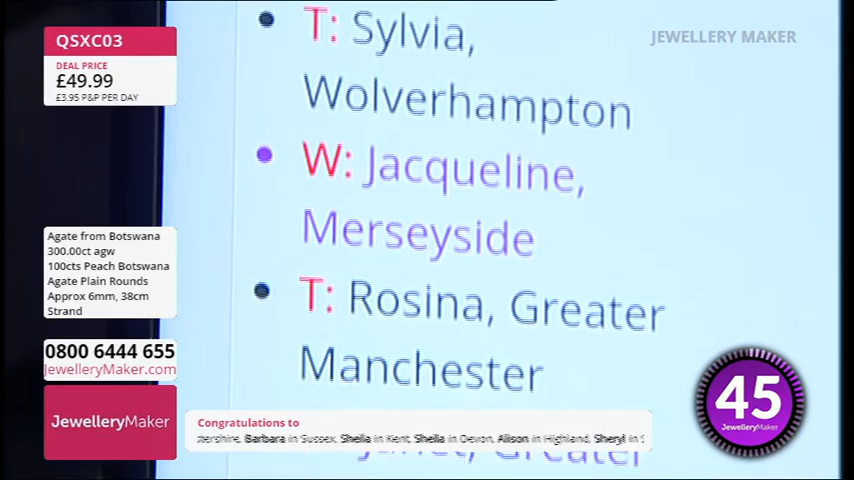 QSXC03
DEAL PRICE
£49.99
£3.95 P&P PER DAY
JEWELLERY MAKER
T: Sylvia,
Wolverhampton
W: Jacqueline,
Merseyside
T: Rosina, Greater
Manchester
Greater
Agate from Botswana
300.00ct agw
100cts Peach Botswana
Agate Plain Rounds
Approx 6mm, 38cm
Strand
0800 6444 655
JewelleryMaker.com
JewelleryMaker
Congratulations to
Barbara in Sussex, Sheila in Kent, Sheila in Devon, Alison in Highland, Sheryl in
45
JewelleryMaker